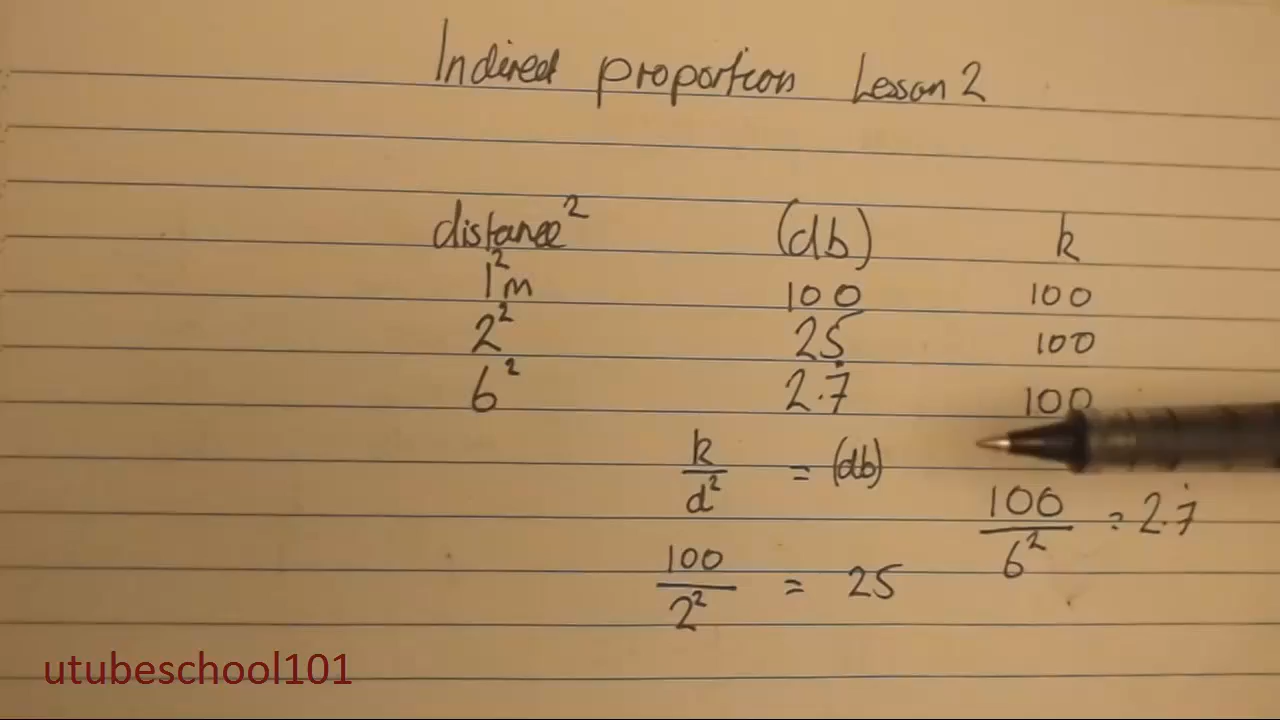 Indirect proportion Lesson 2
distance² (db) k
1²m 100 100
2² 25 100
6² 2.7̇ 100
k/d² = (db)
100/6² = 2.7̇
100/2² = 25
utubeschool101